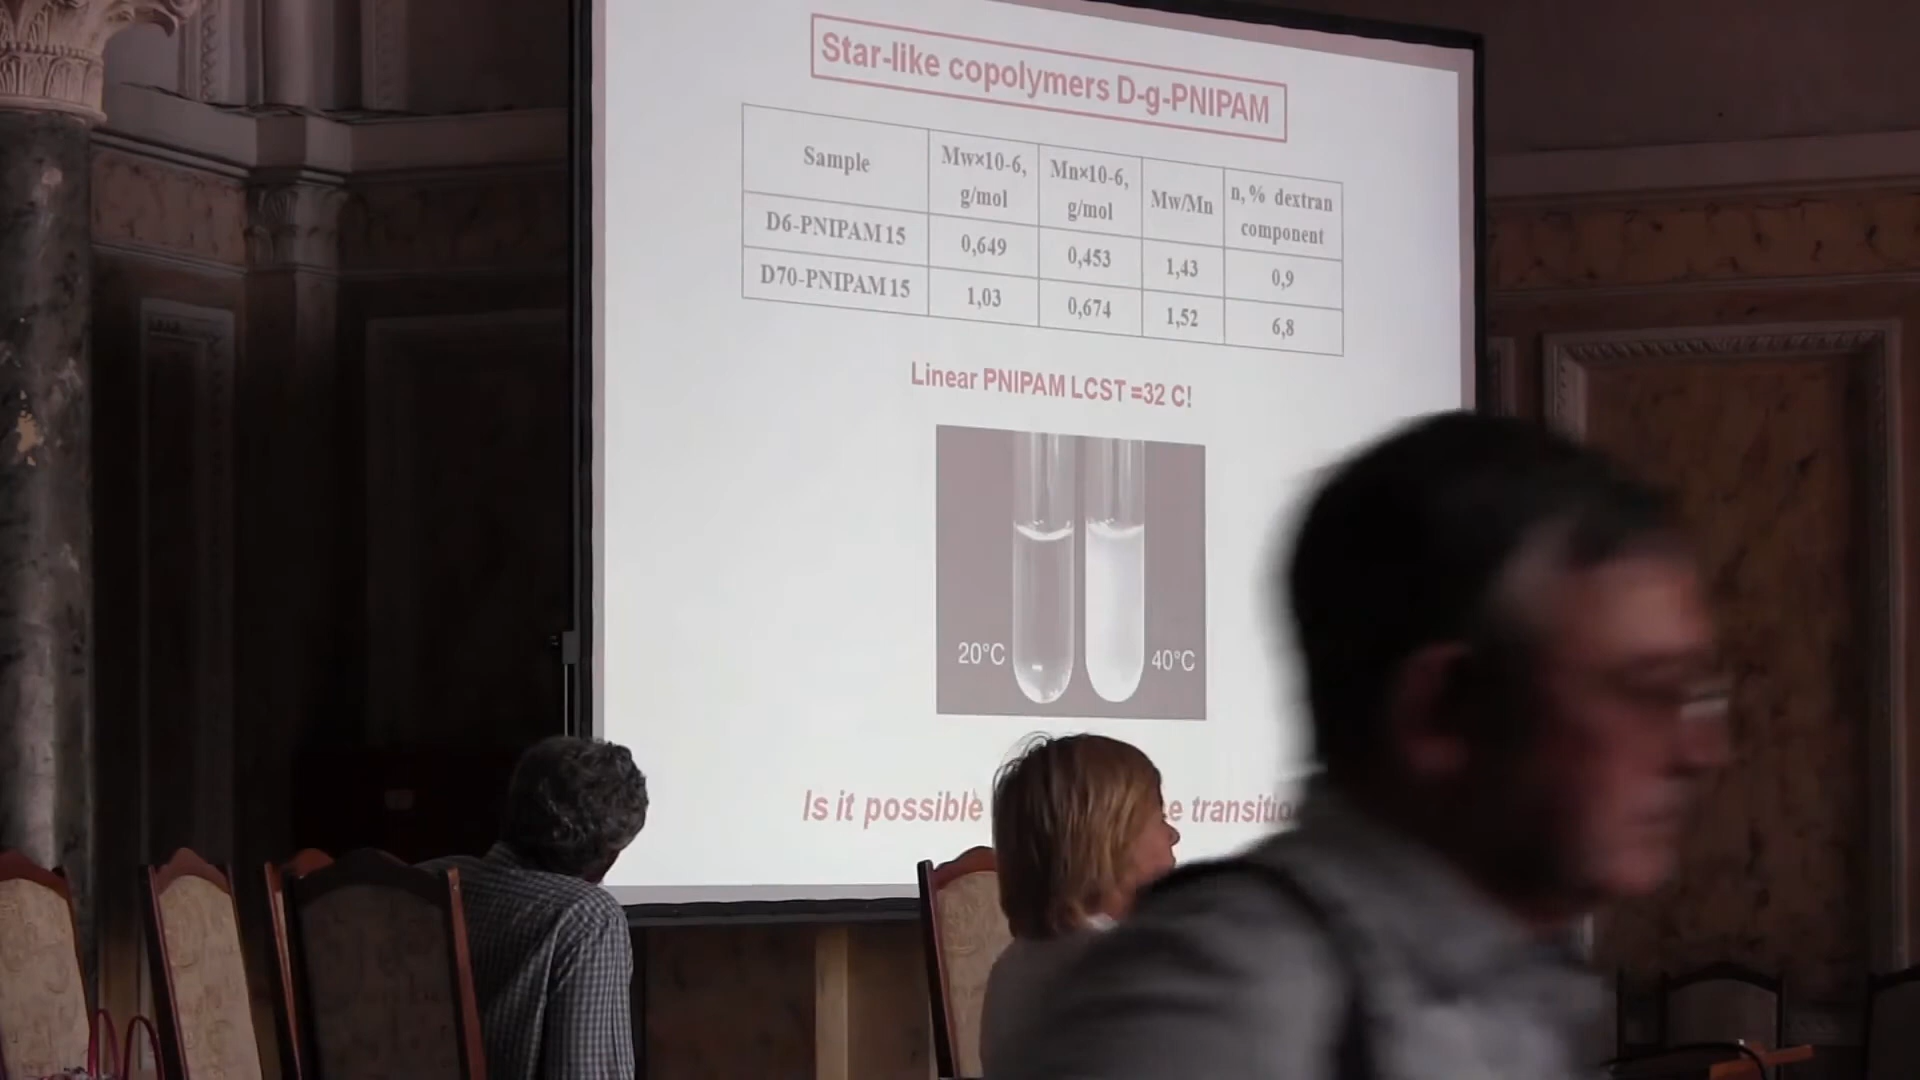 Star-like copolymers D-g-PNIPAM
Sample
Mw×10-6,
g/mol
Mn×10-6,
g/mol
Mw/Mn
n, % dextran
component
D6-PNIPAM15
0,649
0,453
1,43
0,9
D70-PNIPAM15
1,03
0,674
1,52
6,8
Linear PNIPAM LCST =32 C!
20°C
40°C
Is it possible